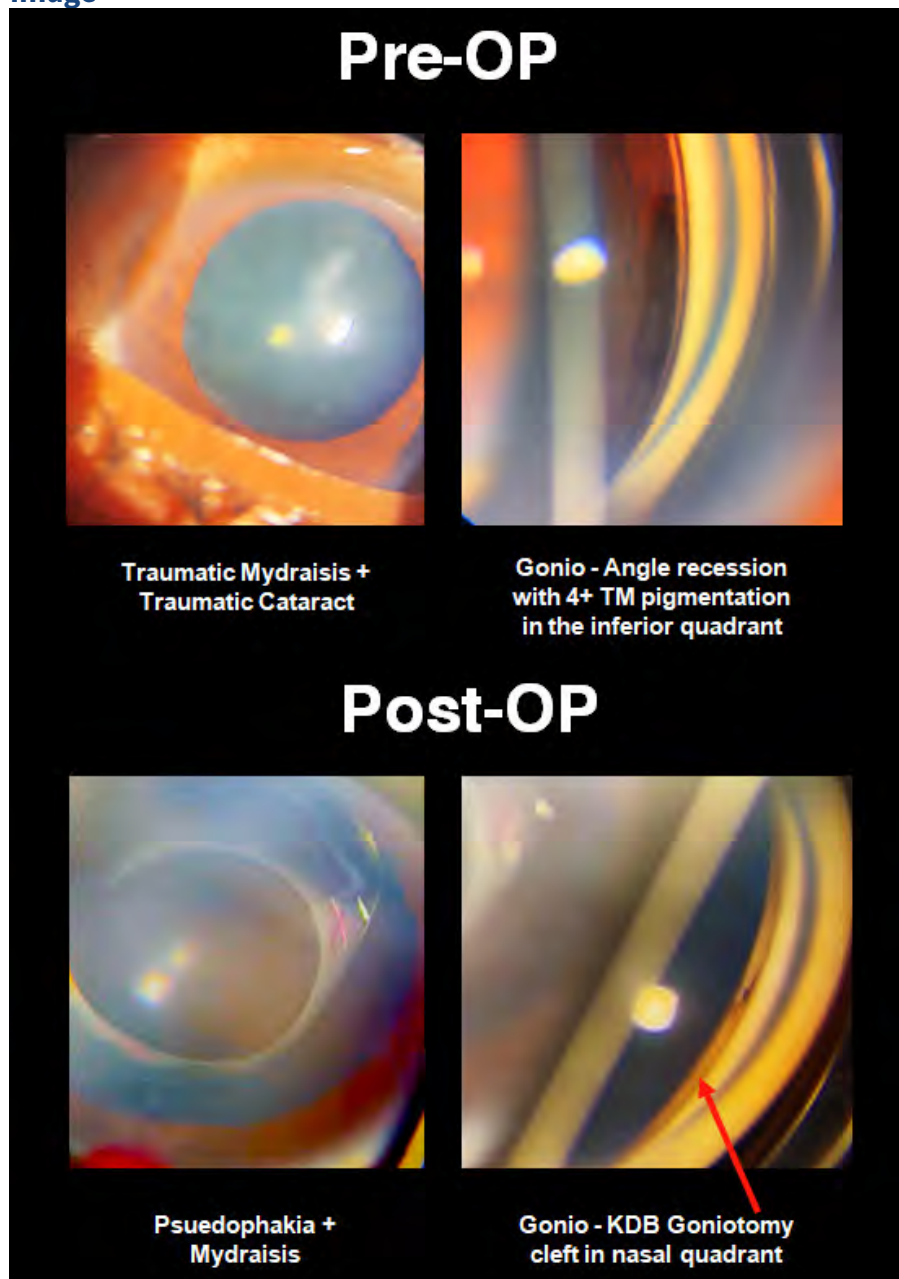 Image
Pre-OP
Traumatic Mydraisis +
Traumatic Cataract
Gonio - Angle recession
with 4+ TM pigmentation
in the inferior quadrant
Post-OP
Psuedophakia +
Mydraisis
Gonio - KDB Goniotomy
cleft in nasal quadrant